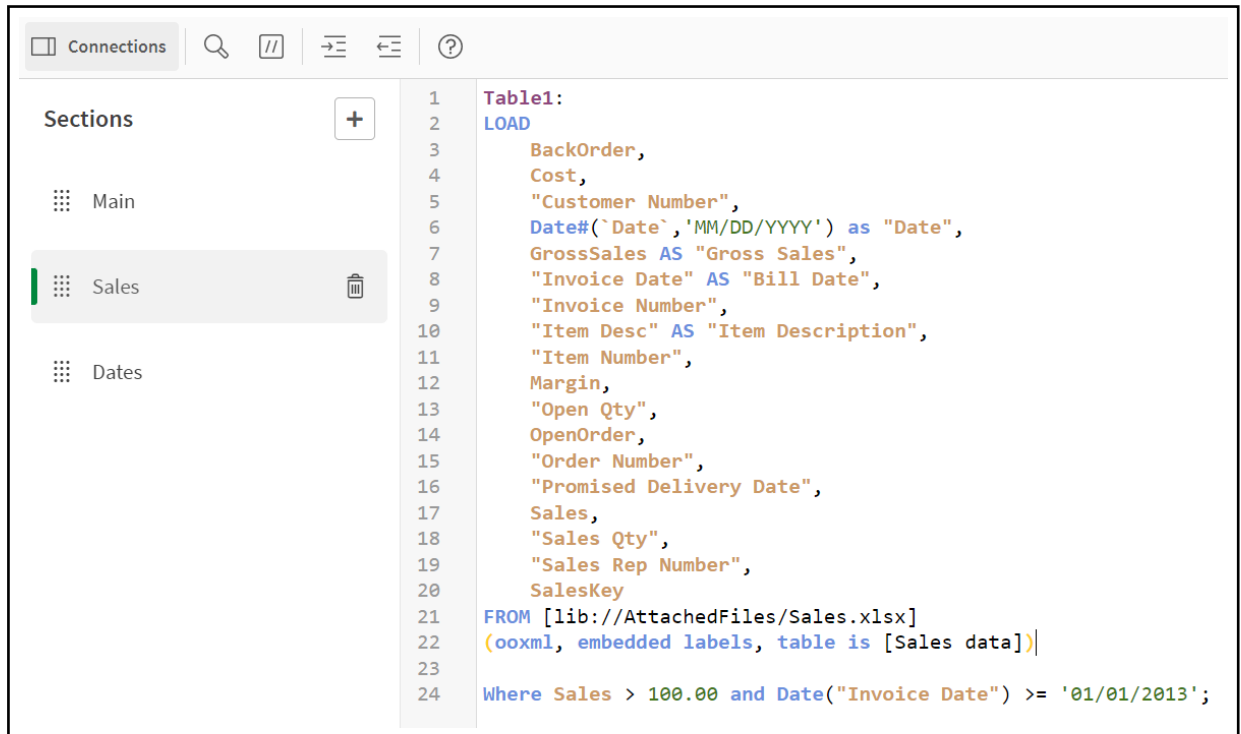 Connections
//
?
Sections
+
Main
Sales
Dates
1 Table1:
2 LOAD
3 BackOrder,
4 Cost,
5 "Customer Number",
6 Date#(`Date`,'MM/DD/YYYY') as "Date",
7 GrossSales AS "Gross Sales",
8 "Invoice Date" AS "Bill Date",
9 "Invoice Number",
10 "Item Desc" AS "Item Description",
11 "Item Number",
12 Margin,
13 "Open Qty",
14 OpenOrder,
15 "Order Number",
16 "Promised Delivery Date",
17 Sales,
18 "Sales Qty",
19 "Sales Rep Number",
20 SalesKey
21 FROM [lib://AttachedFiles/Sales.xlsx]
22 (ooxml, embedded labels, table is [Sales data])
23
24 Where Sales > 100.00 and Date("Invoice Date") >= '01/01/2013';